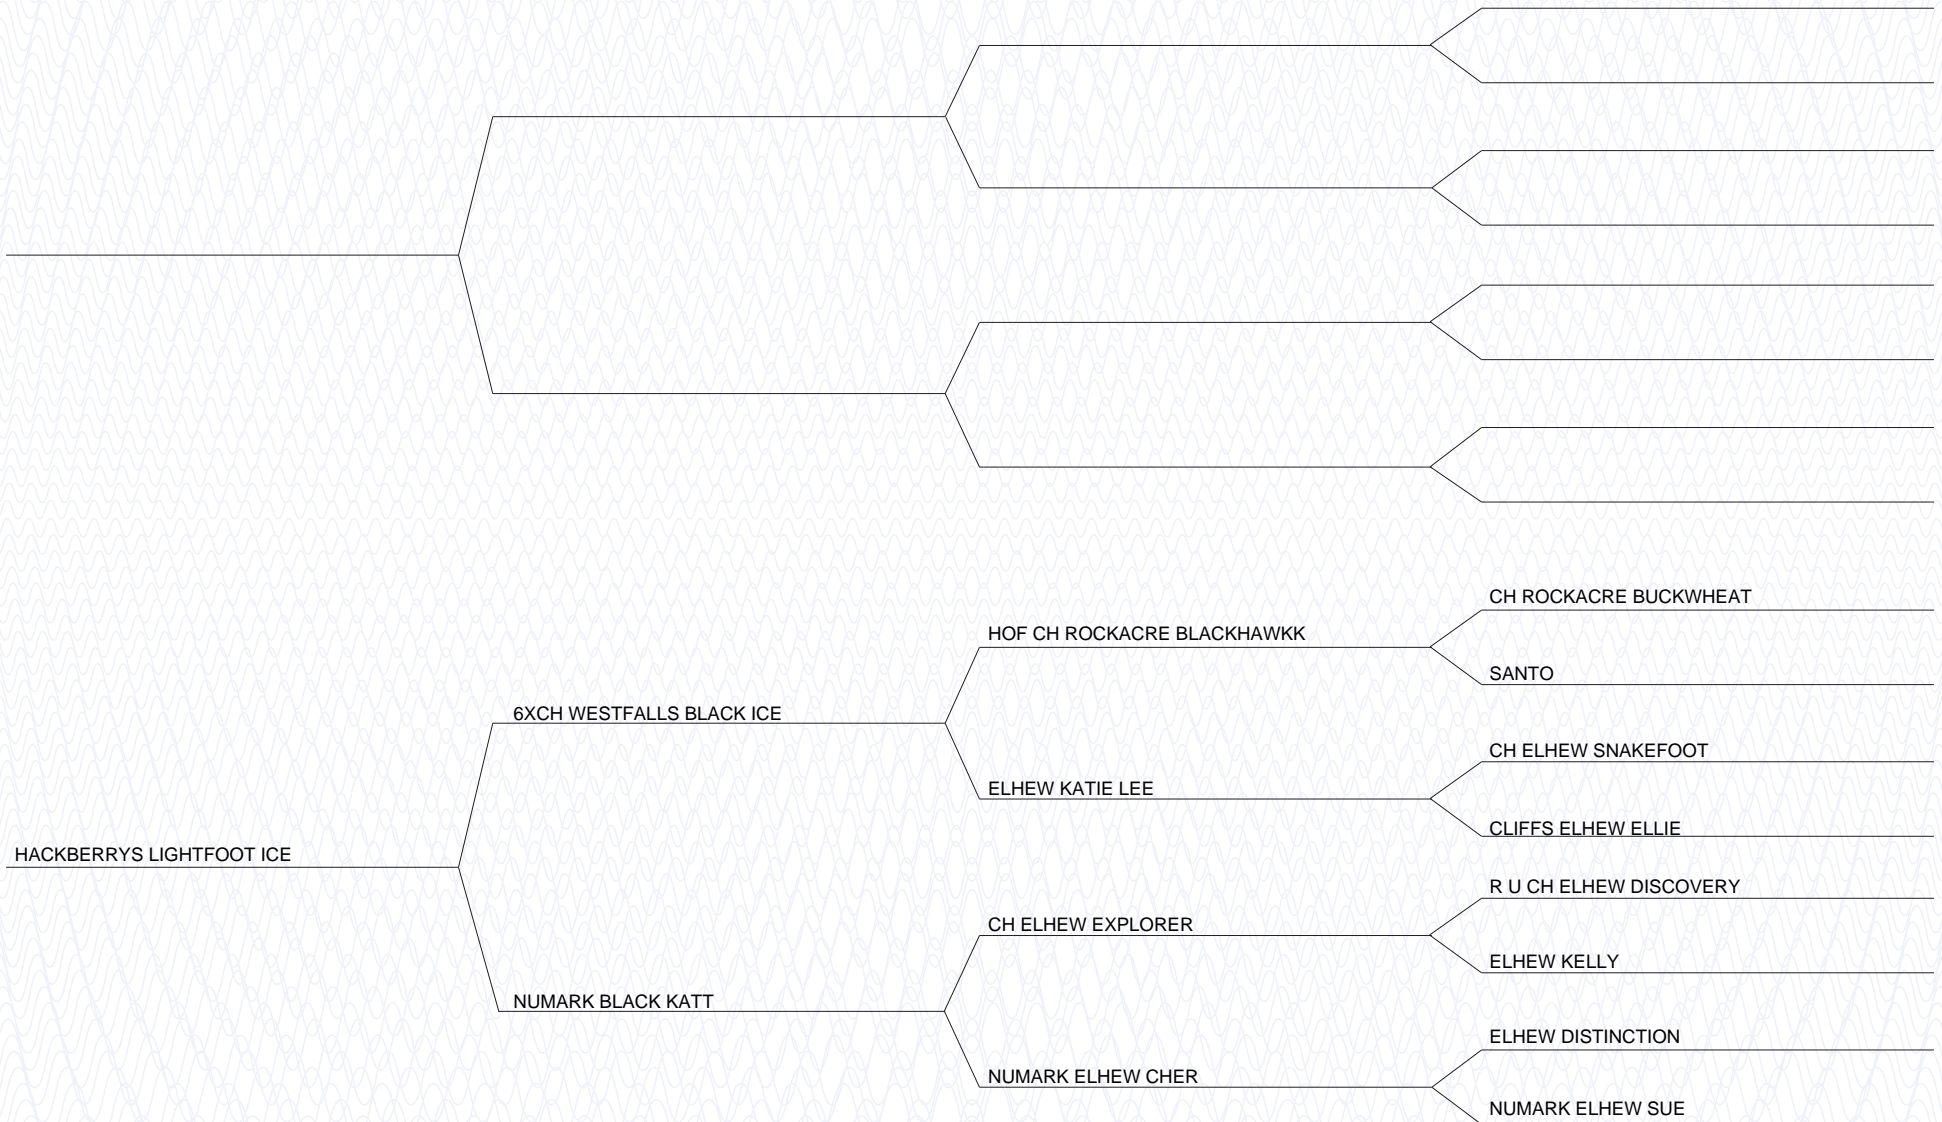 CH ROCKACRE BUCKWHEAT
HOF CH ROCKACRE BLACKHAWKK
SANTO
6XCH WESTFALLS BLACK ICE
CH ELHEW SNAKEFOOT
ELHEW KATIE LEE
CLIFFS ELHEW ELLIE
HACKBERRYS LIGHTFOOT ICE
R U CH ELHEW DISCOVERY
CH ELHEW EXPLORER
ELHEW KELLY
NUMARK BLACK KATT
ELHEW DISTINCTION
NUMARK ELHEW CHER
NUMARK ELHEW SUE